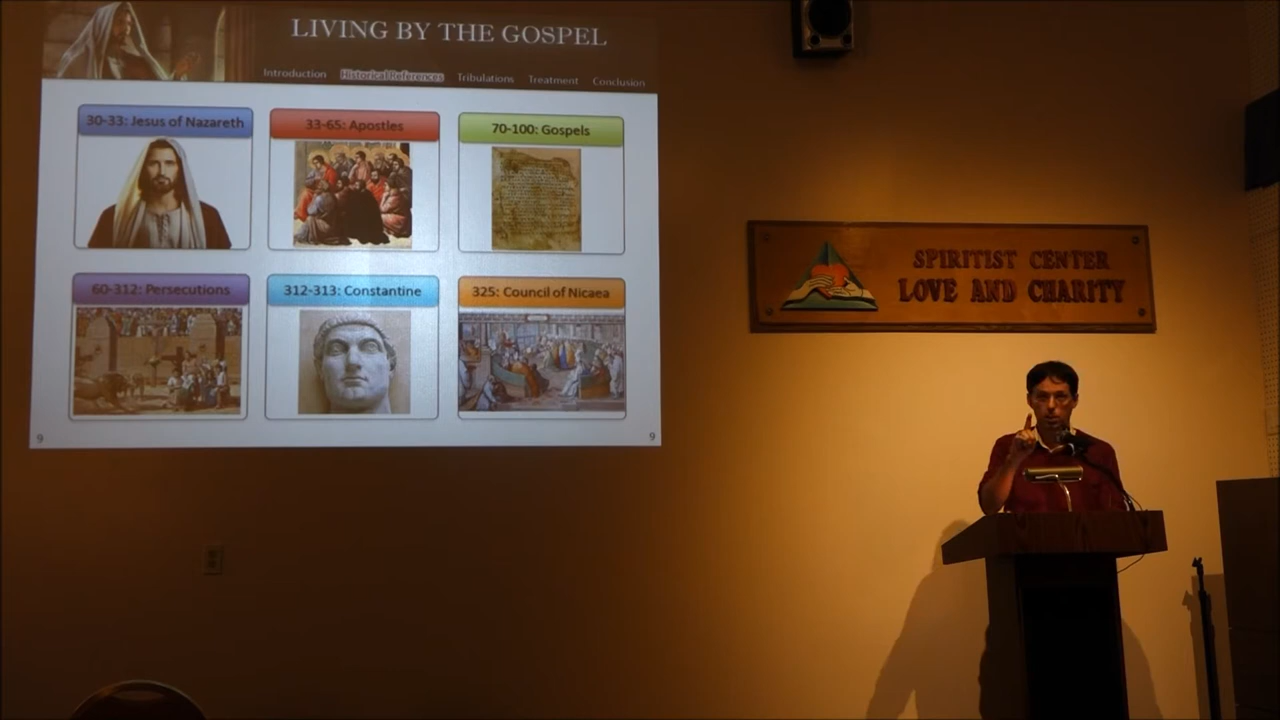 LIVING BY THE GOSPEL
Introduction Historical References Tribulations Treatment Conclusion
30-33: Jesus of Nazareth
33-65: Apostles
70-100: Gospels
60-312: Persecutions
312-313: Constantine
325: Council of Nicaea
9
9
SPIRITIST CENTER
LOVE AND CHARITY